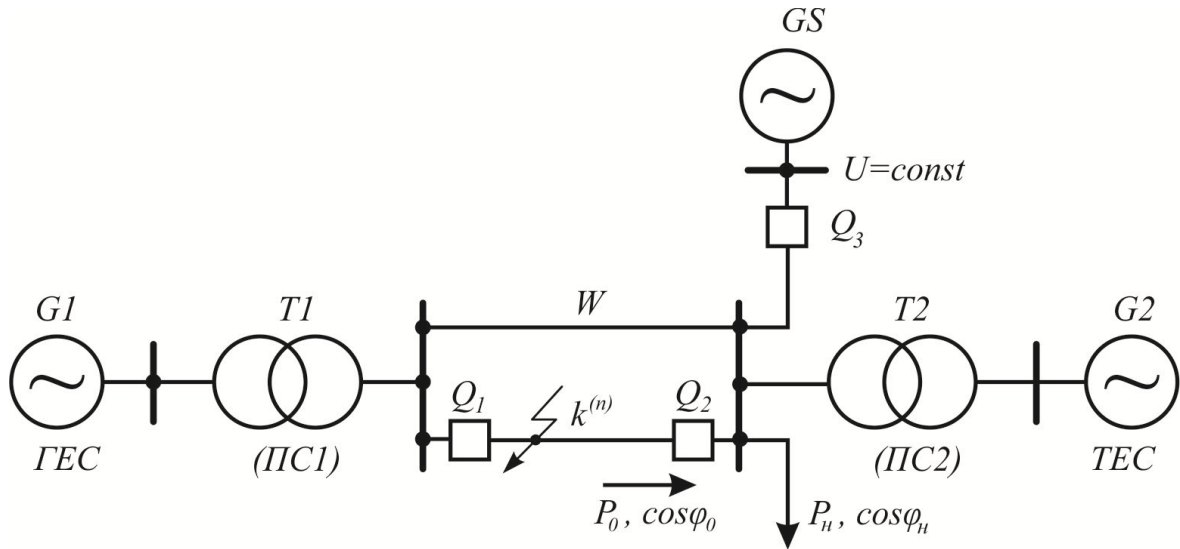 GS
U=const
Q₃
G1
T1
W
T2
G2
Q₁
k⁽ⁿ⁾
Q₂
ГЕС
(ПС1)
(ПС2)
ТЕС
P₀ , cosφ₀
Pн, cosφн